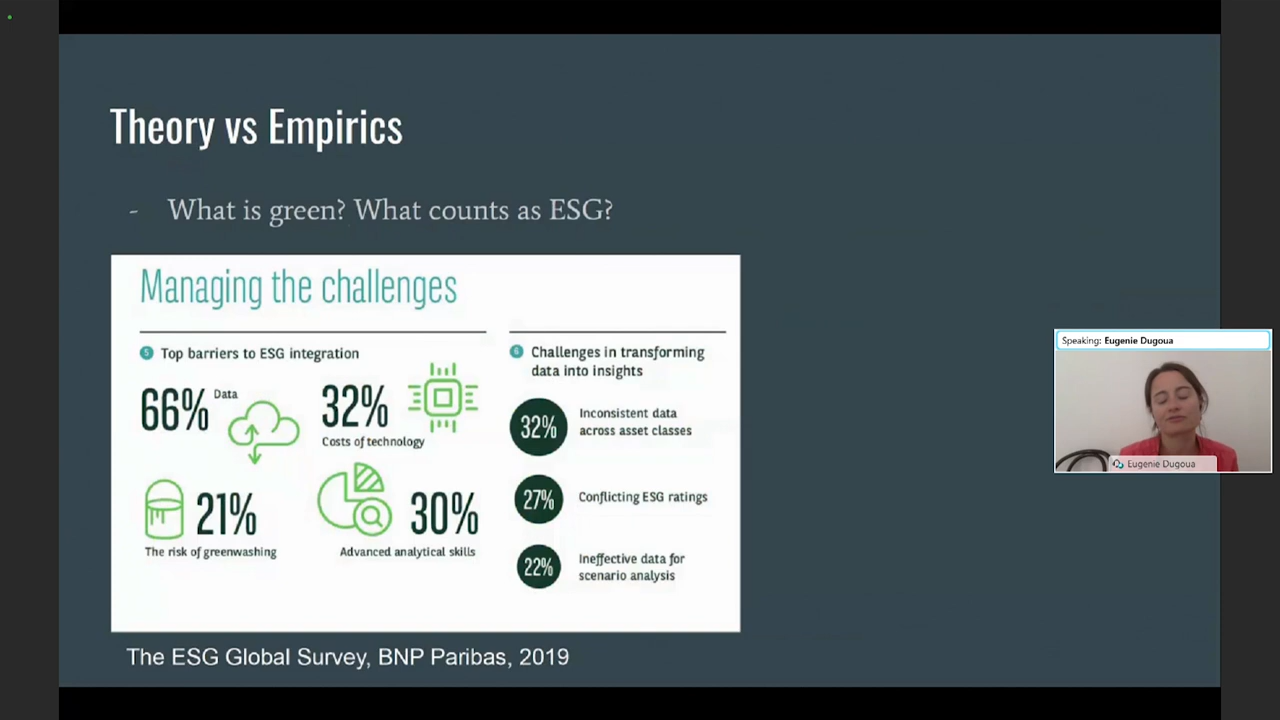 Theory vs Empirics
- What is green? What counts as ESG?
Managing the challenges
5 Top barriers to ESG integration
66% Data
32%
Costs of technology
21%
The risk of greenwashing
30%
Advanced analytical skills
6 Challenges in transforming
data into insights
32%
Inconsistent data
across asset classes
27% Conflicting ESG ratings
22%
Ineffective data for
scenario analysis
The ESG Global Survey, BNP Paribas, 2019
Speaking: Eugenie Dugoua
Eugenie Dugoua